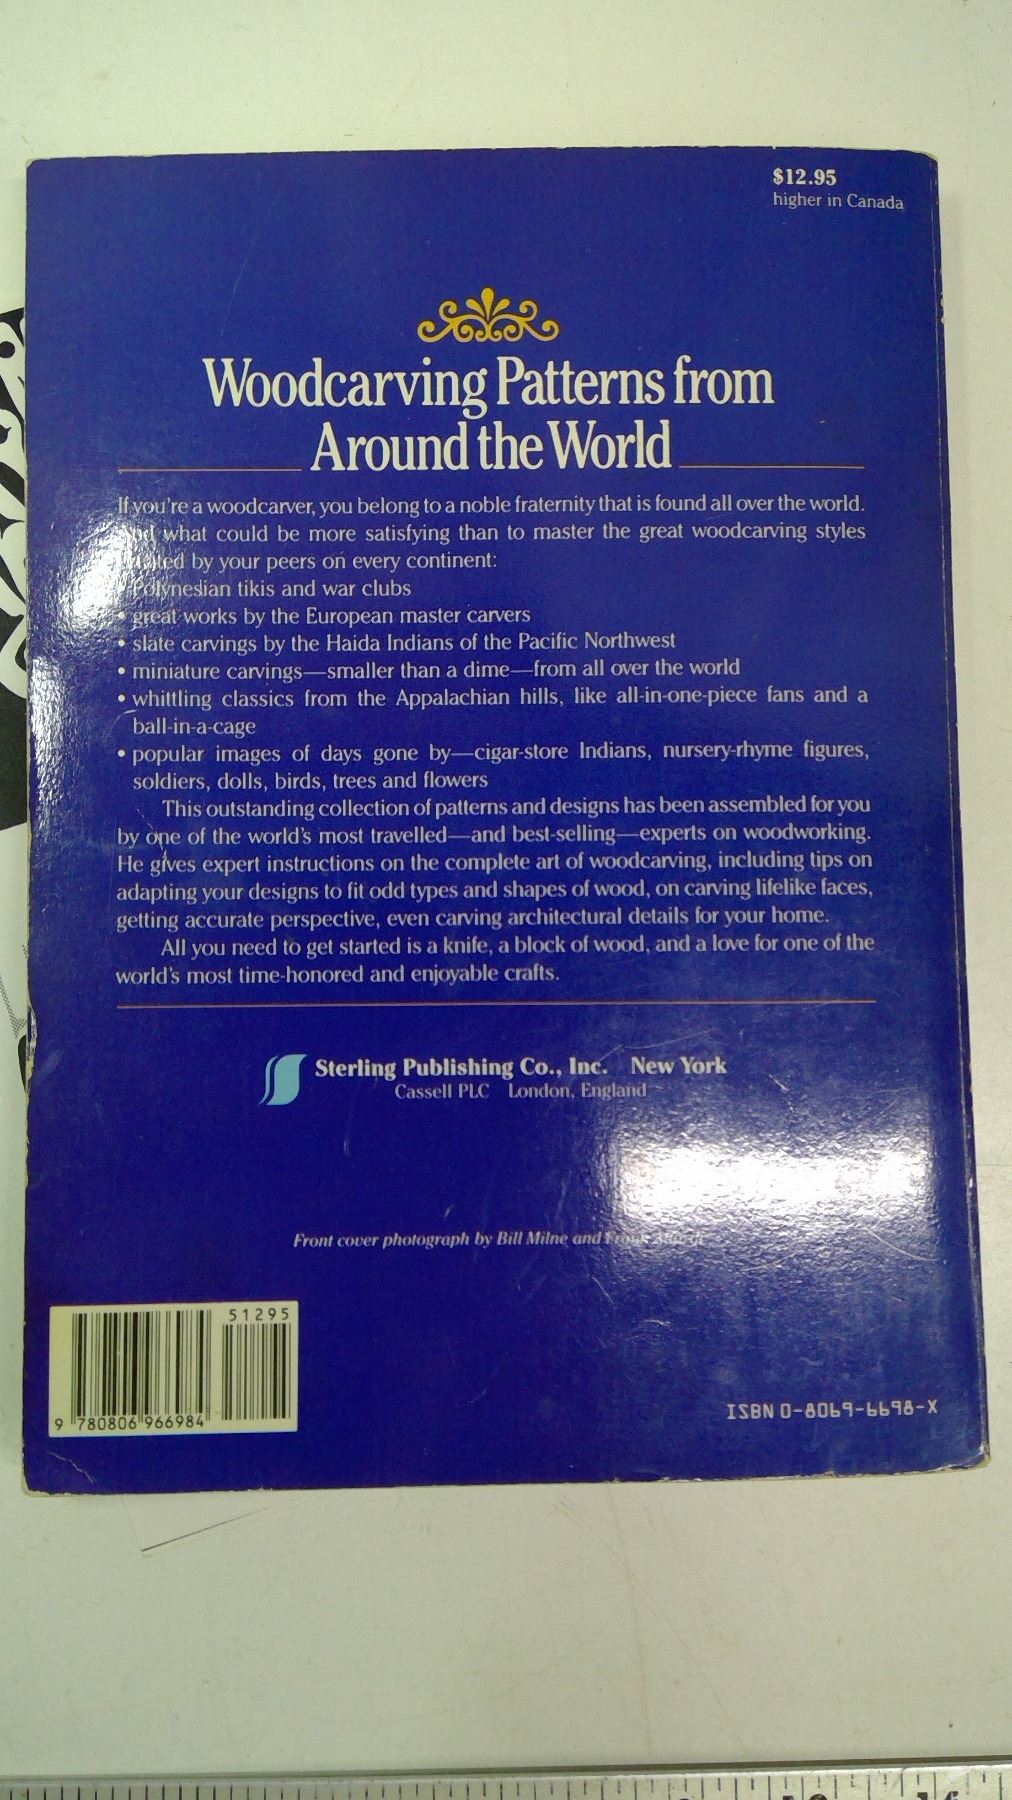 $12.95
higher in Canada
Woodcarving Patterns from
Around the World
If you're a woodcarver, you belong to a noble fraternity that is found all over the world.
what could be more satisfying than to master the great woodcarving styles
by your peers on every continent:
Polynesian tikis and war clubs
• great works by the European master carvers
• slate carvings by the Haida Indians of the Pacific Northwest
• miniature carvings—smaller than a dime—from all over the world
• whittling classics from the Appalachian hills, like all-in-one-piece fans and a
ball-in-a-cage
• popular images of days gone by—cigar-store Indians, nursery-rhyme figures,
soldiers, dolls, birds, trees and flowers
This outstanding collection of patterns and designs has been assembled for you
by one of the world's most travelled—and best-selling—experts on woodworking.
He gives expert instructions on the complete art of woodcarving, including tips on
adapting your designs to fit odd types and shapes of wood, on carving lifelike faces,
getting accurate perspective, even carving architectural details for your home.
All you need to get started is a knife, a block of wood, and a love for one of the
world's most time-honored and enjoyable crafts.
Sterling Publishing Co., Inc. New York
Cassell PLC London, England
Front cover photograph by Bill Milne and
51295
9 780806 966984
ISBN 0-8069-6698-X